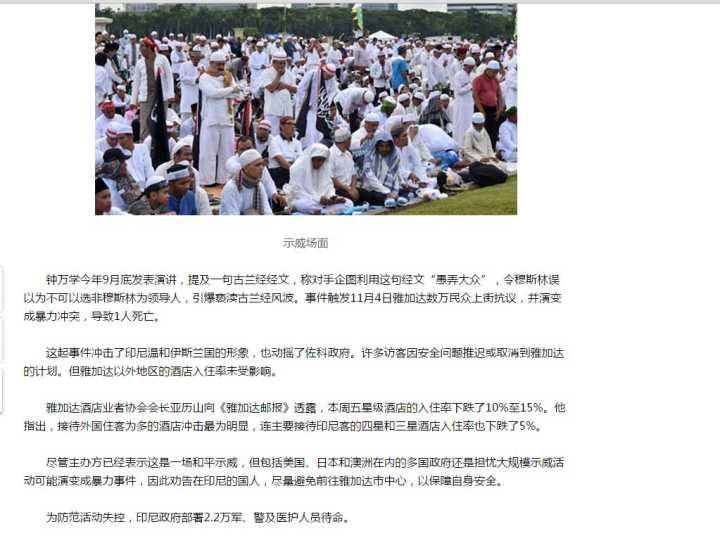 示威场面
钟万学今年9月底发表演讲，提及一句古兰经经文，称对手企图利用这句经文“愚弄大众”，令穆斯林误
以为不可以选非穆斯林为领导人，引爆亵渎古兰经风波。事件触发11月4日雅加达数万民众上街抗议，并演变
成暴力冲突，导致1人死亡。
这起事件冲击了印尼温和伊斯兰国的形象，也动摇了佐科政府。许多访客因安全问题推迟或取消到雅加达
的计划。但雅加达以外地区的酒店入住率未受影响。
雅加达酒店业者协会会长亚历山向《雅加达邮报》透露，本周五星级酒店的入住率下跌了10%至15%。他
指出，接待外国住客为多的酒店冲击最为明显，连主要接待印尼客的四星和三星酒店入住率也下跌了5%。
尽管主办方已经表示这是一场和平示威，但包括美国、日本和澳洲在内的多国政府还是担忧大规模示威活
动可能演变成暴力事件，因此劝告在印尼的国人，尽量避免前往雅加达市中心，以保障自身安全。
为防范活动失控，印尼政府部署2.2万军、警及医护人员待命。